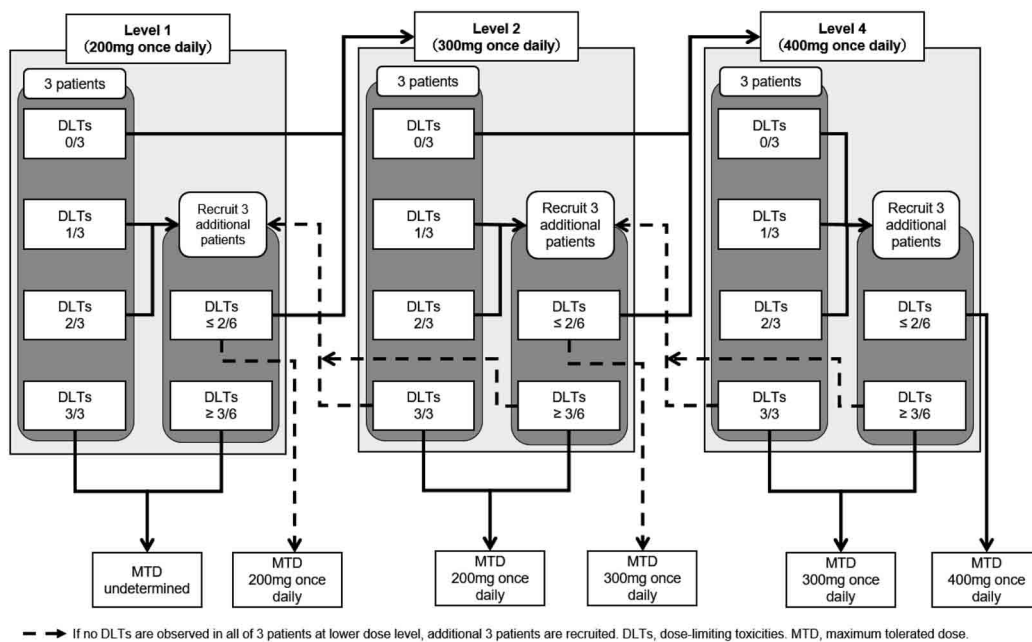 Level 1
(200mg once daily)
3 patients
DLTs
0/3
DLTs
1/3
DLTs
2/3
DLTs
3/3
Recruit 3
additional
patients
DLTs
≤ 2/6
DLTs
≥ 3/6
MTD
undetermined
MTD
200mg once
daily
Level 2
(300mg once daily)
3 patients
DLTs
0/3
DLTs
1/3
DLTs
2/3
DLTs
3/3
Recruit 3
additional
patients
DLTs
≤ 2/6
DLTs
≥ 3/6
MTD
200mg once
daily
MTD
300mg once
daily
Level 4
(400mg once daily)
3 patients
DLTs
0/3
DLTs
1/3
DLTs
2/3
DLTs
3/3
Recruit 3
additional
patients
DLTs
≤ 2/6
DLTs
≥ 3/6
MTD
300mg once
daily
MTD
400mg once
daily
If no DLTs are observed in all of 3 patients at lower dose level, additional 3 patients are recruited. DLTs, dose-limiting toxicities. MTD, maximum tolerated dose.